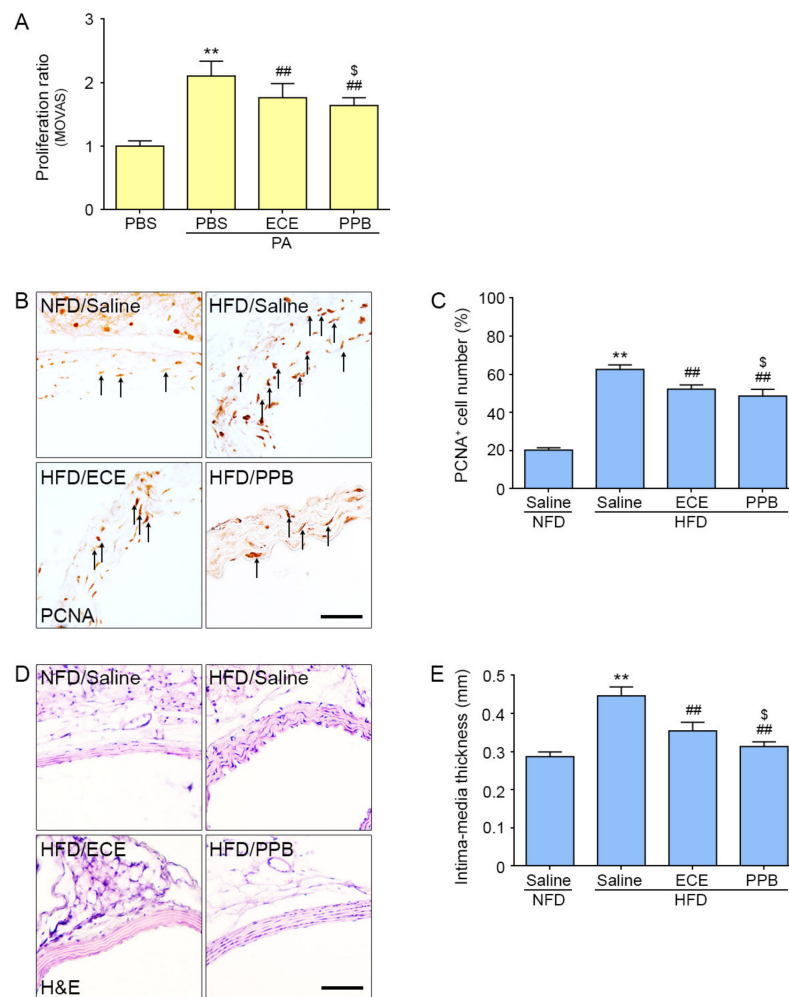 A
Proliferation ratio
(MOVAS)
3
2
1
0
**
##
$
##
PBS
PBS
ECE
PPB
PA
B
NFD/Saline
HFD/Saline
HFD/ECE
HFD/PPB
PCNA
C
PCNA⁺ cell number (%)
100
80
60
40
20
0
**
##
$
##
Saline
Saline
ECE
PPB
NFD
HFD
D
NFD/Saline
HFD/Saline
HFD/ECE
HFD/PPB
H&E
E
Intima-media thickness (mm)
0.5
0.4
0.3
0.2
0.1
0
**
##
$
##
Saline
Saline
ECE
PPB
NFD
HFD